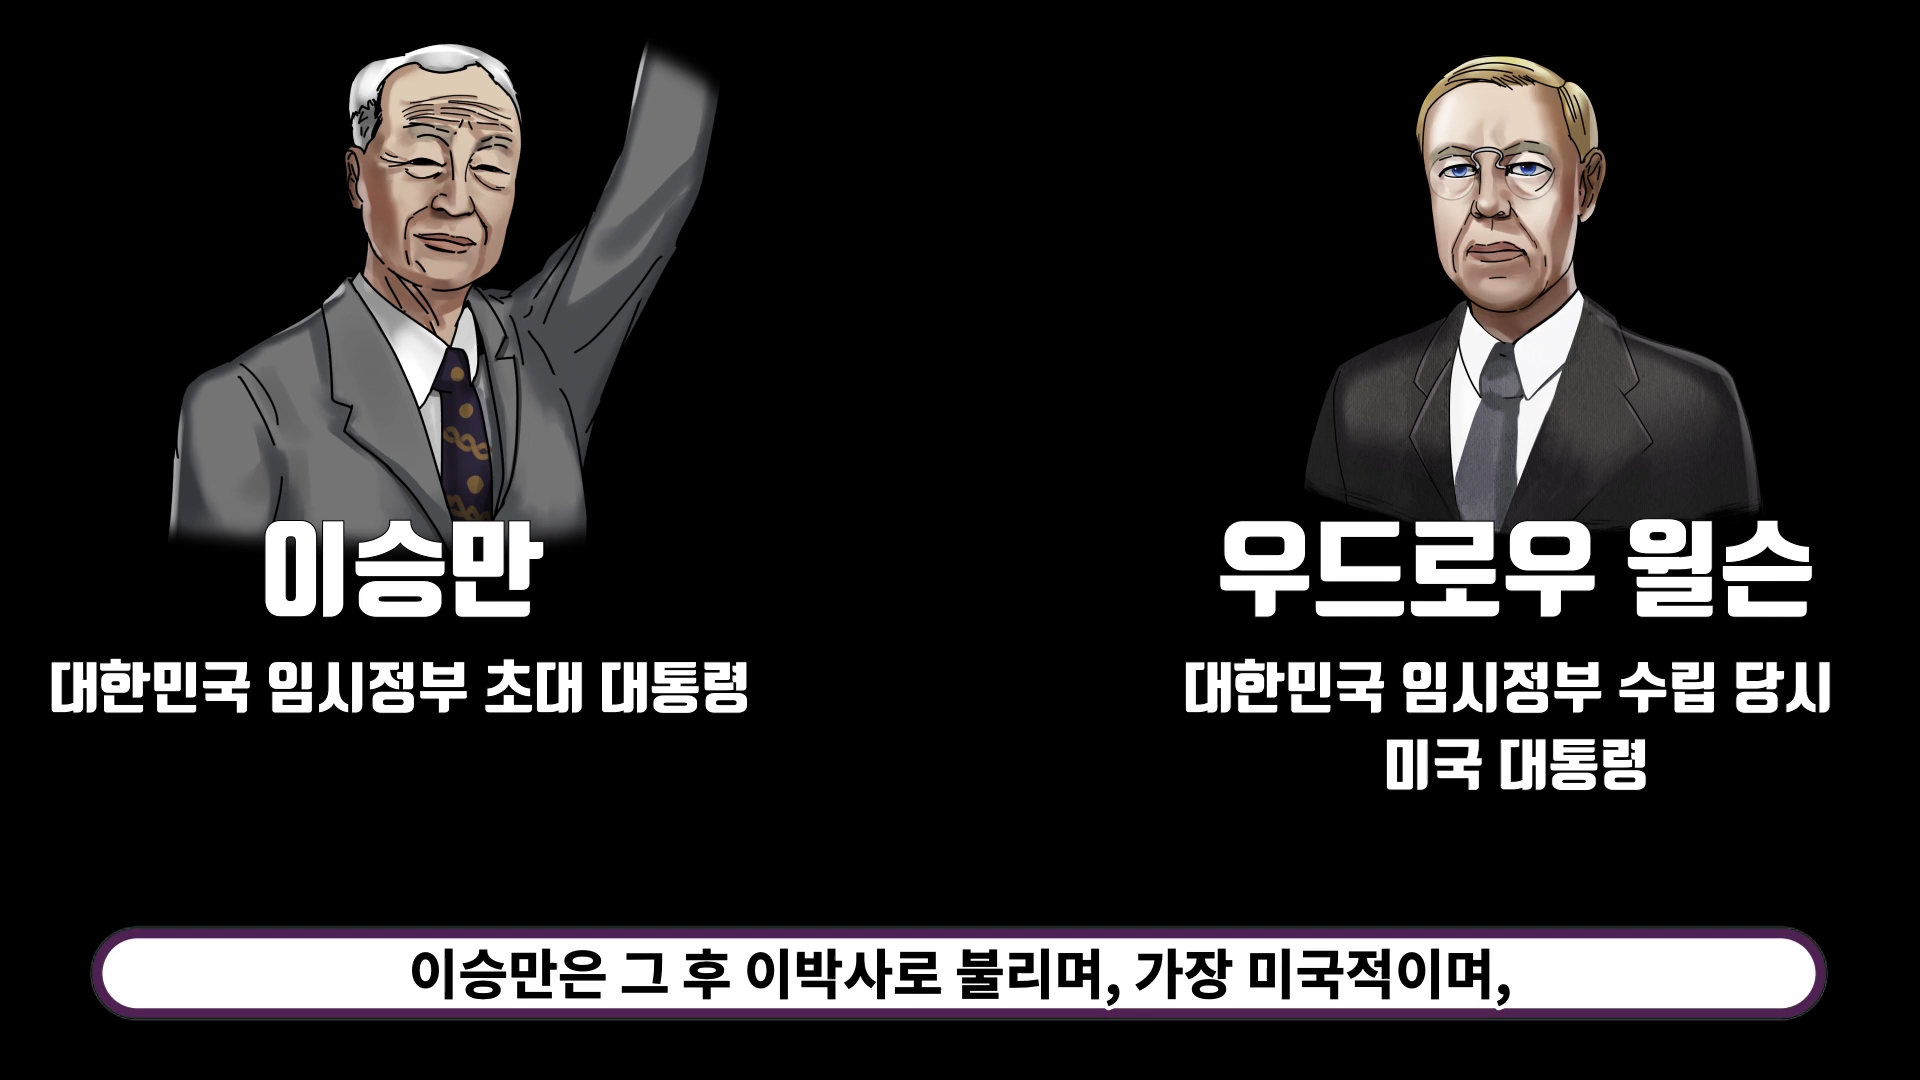 이승만
대한민국 임시정부 초대 대통령
우드로우 윌슨
대한민국 임시정부 수립 당시
미국 대통령
이승만은 그 후 이박사로 불리며, 가장 미국적이며,